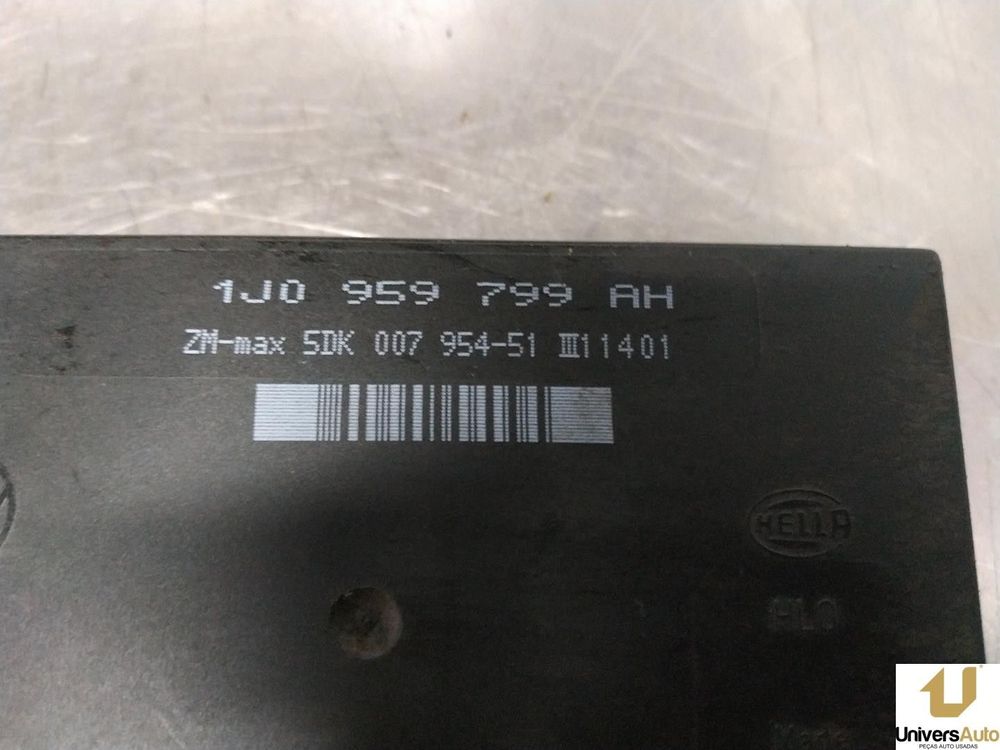 1J0 959 799 AH
ZM-max 5DK 007 954-51 III11401
HELLA
UniversAuto
PEÇAS AUTO USADAS